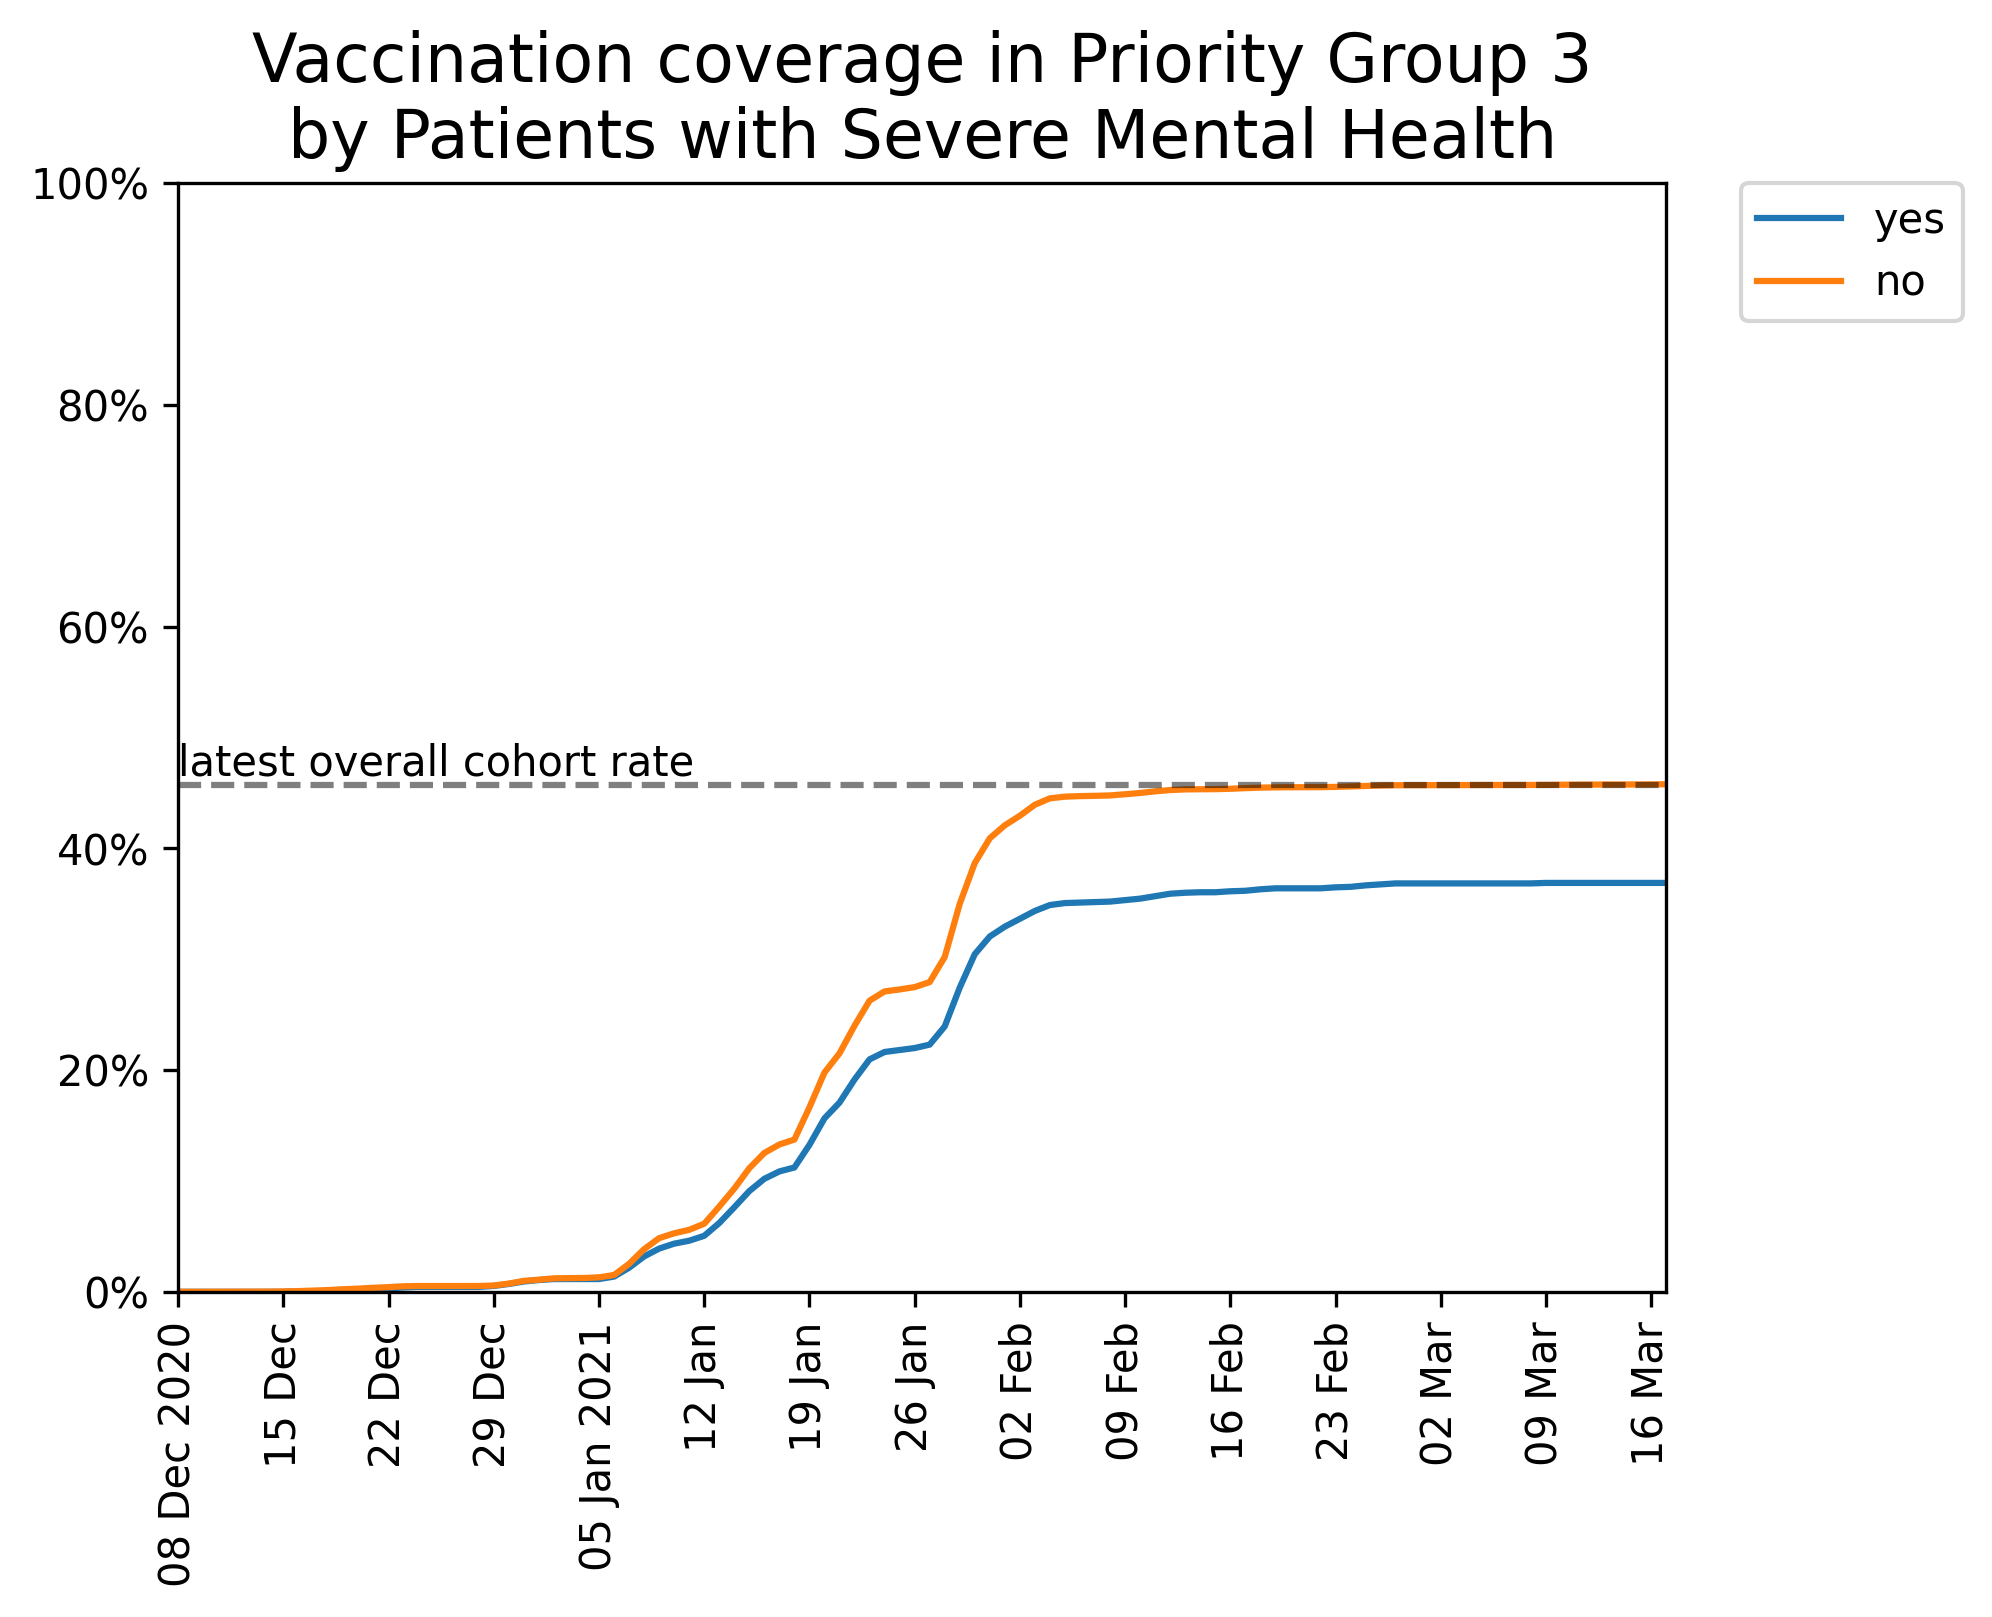 Vaccination coverage in Priority Group 3
by Patients with Severe Mental Health
100%
80%
60%
40%
20%
0%
latest overall cohort rate
yes
no
08 Dec 2020
15 Dec
22 Dec
29 Dec
05 Jan 2021
12 Jan
19 Jan
26 Jan
02 Feb
09 Feb
16 Feb
23 Feb
02 Mar
09 Mar
16 Mar